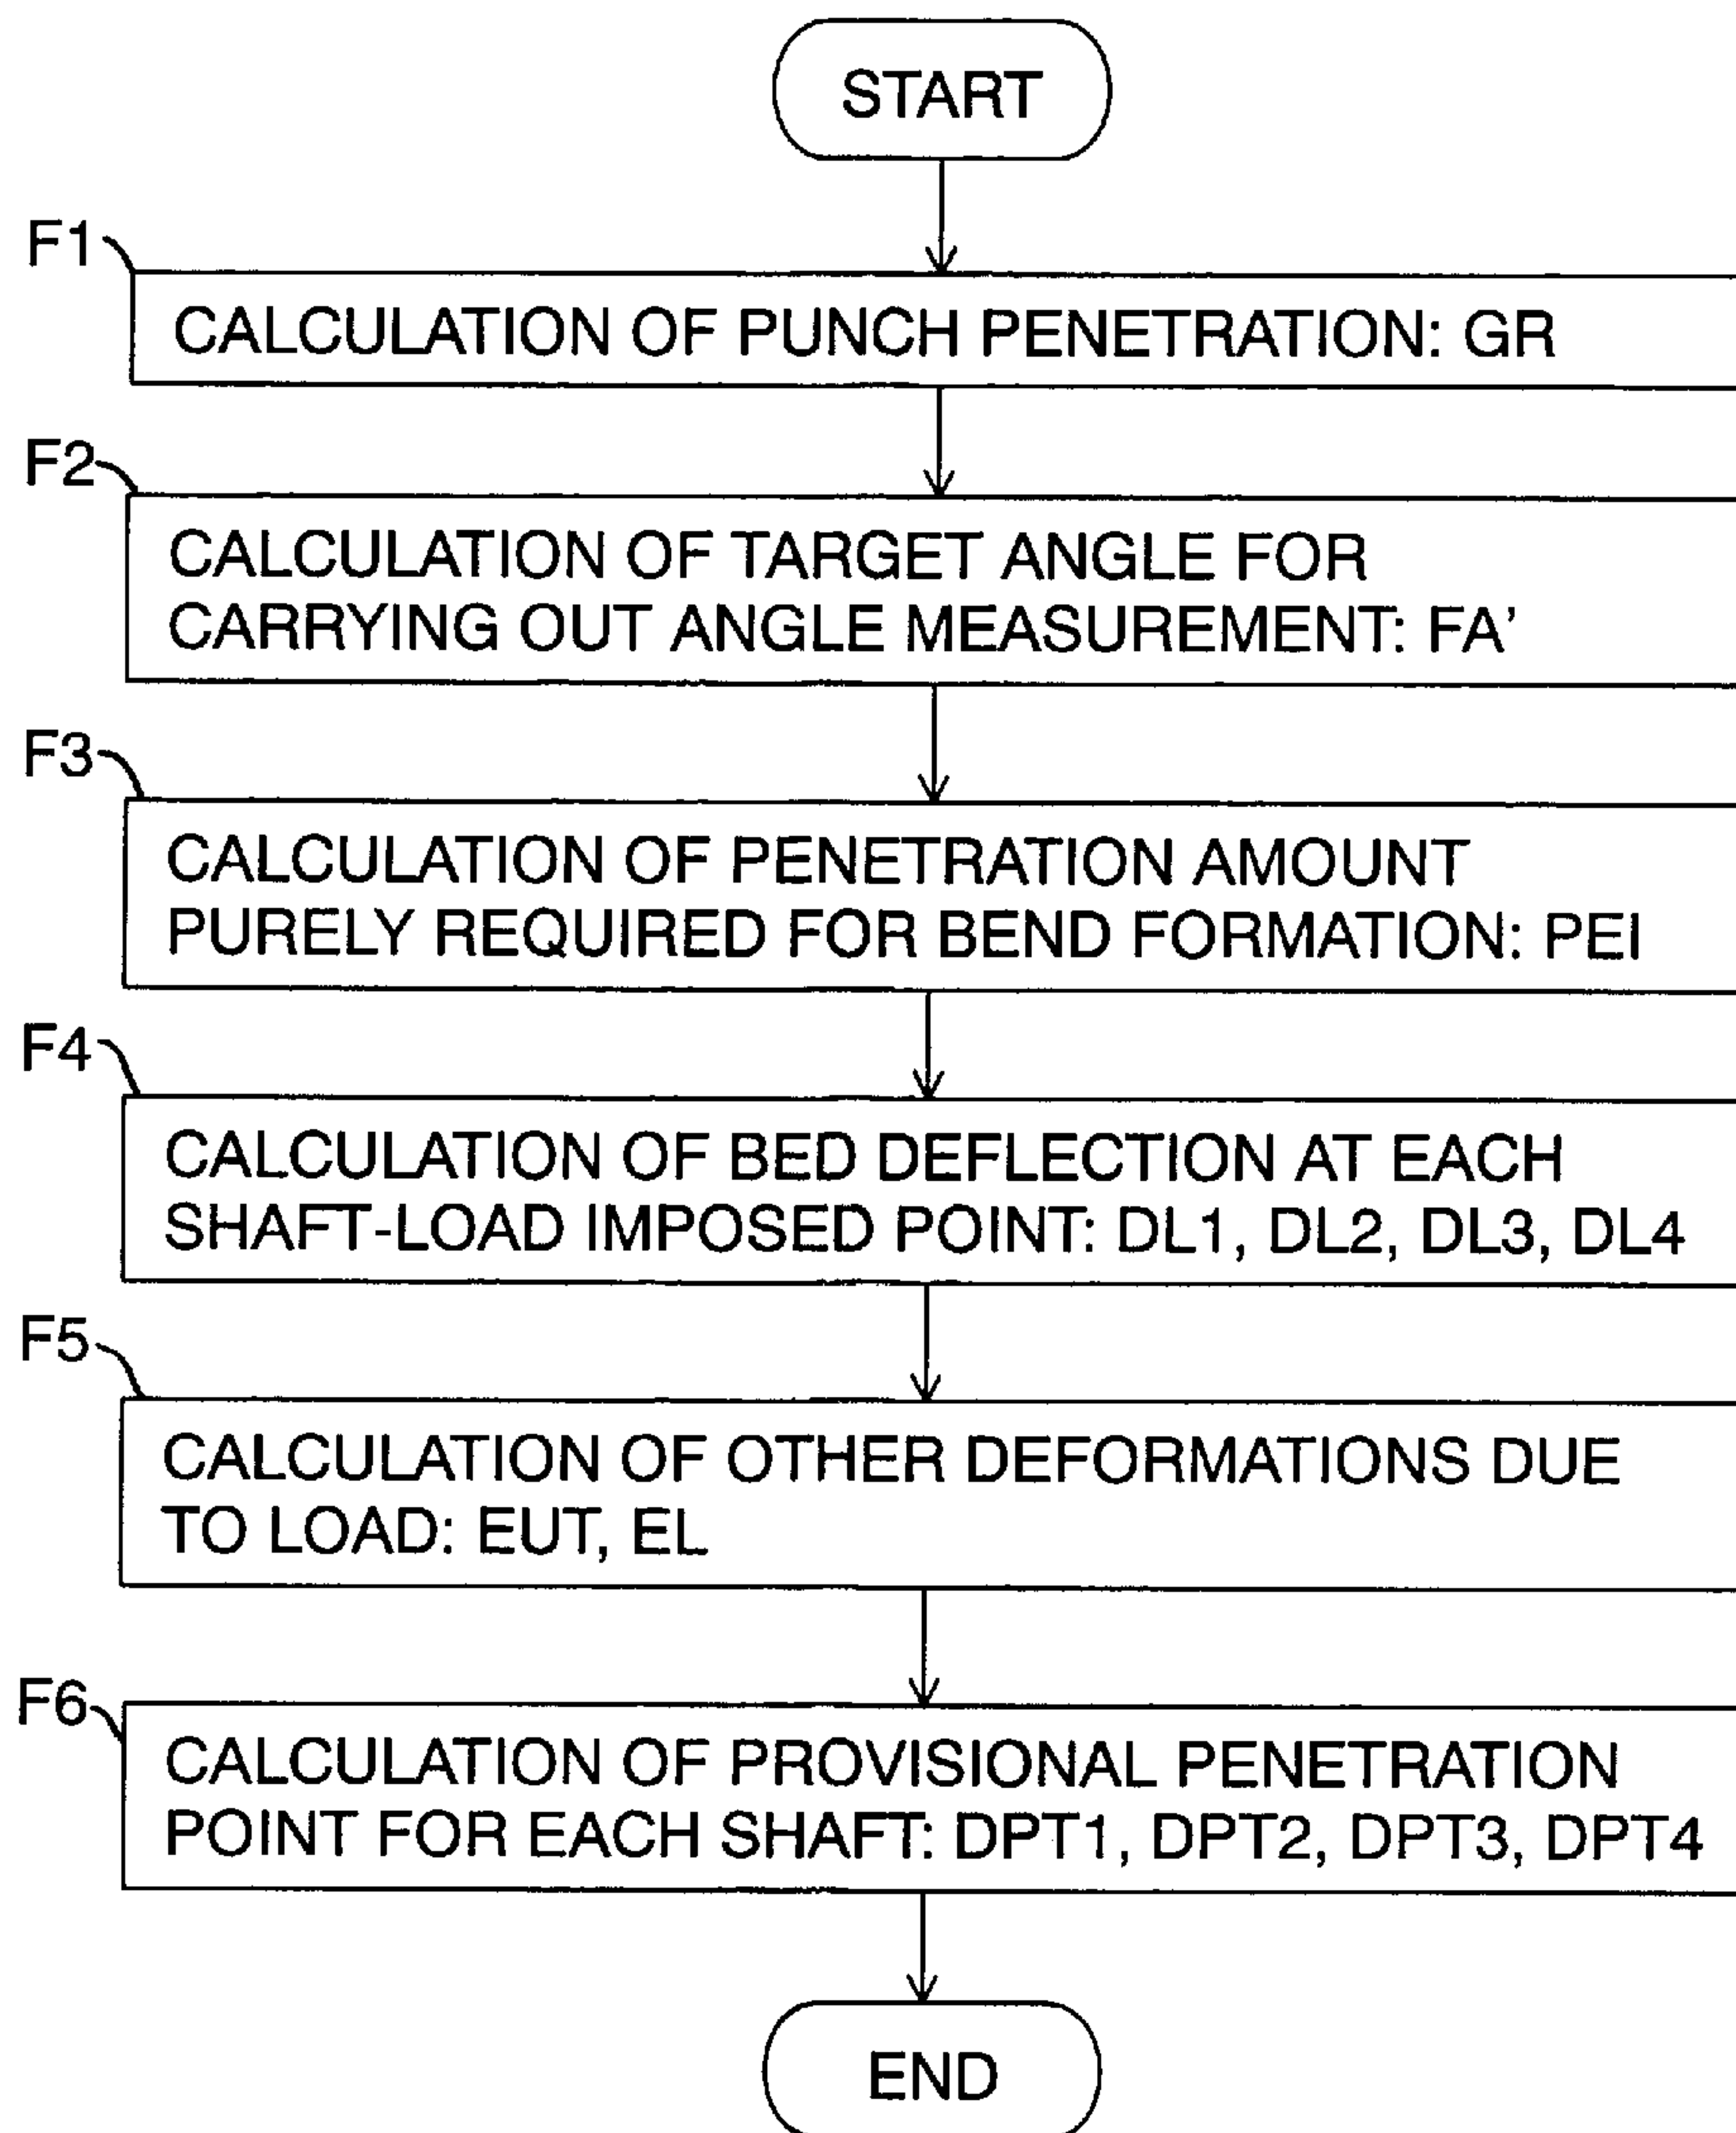 START
F1
CALCULATION OF PUNCH PENETRATION: GR
F2
CALCULATION OF TARGET ANGLE FOR
CARRYING OUT ANGLE MEASUREMENT: FA'
F3
CALCULATION OF PENETRATION AMOUNT
PURELY REQUIRED FOR BEND FORMATION: PEI
F4
CALCULATION OF BED DEFLECTION AT EACH
SHAFT-LOAD IMPOSED POINT: DL1, DL2, DL3, DL4
F5
CALCULATION OF OTHER DEFORMATIONS DUE
TO LOAD: EUT, EL
F6
CALCULATION OF PROVISIONAL PENETRATION
POINT FOR EACH SHAFT: DPT1, DPT2, DPT3, DPT4
END